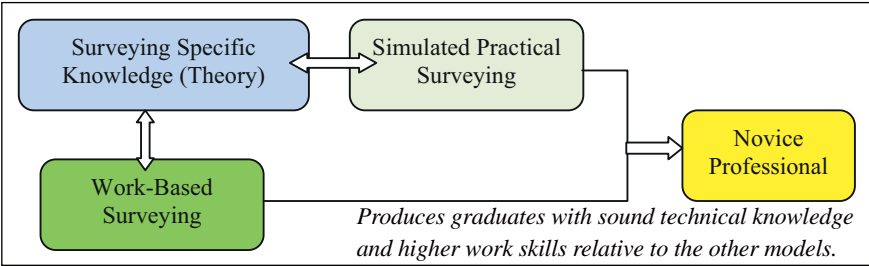 Surveying Specific
Knowledge (Theory)
Simulated Practical
Surveying
Novice
Professional
Work-Based
Surveying
Produces graduates with sound technical knowledge
and higher work skills relative to the other models.